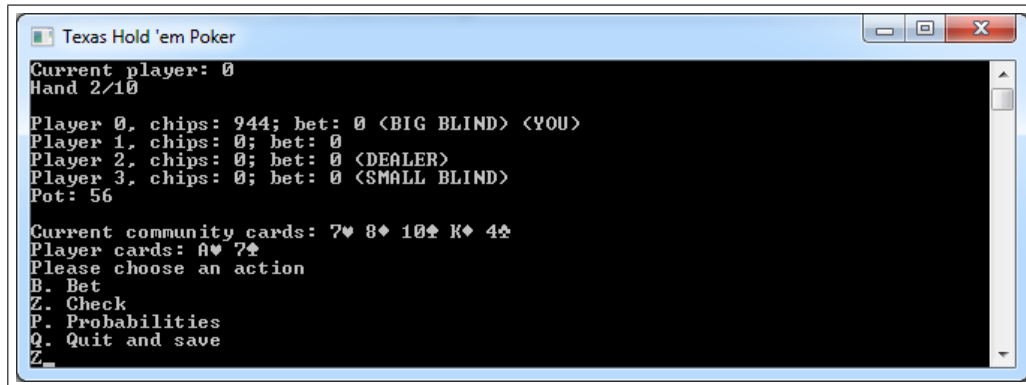 Texas Hold 'em Poker
Current player: 0
Hand 2/10
Player 0, chips: 944; bet: 0 <BIG BLIND> <YOU>
Player 1, chips: 0; bet: 0
Player 2, chips: 0; bet: 0 <DEALER>
Player 3, chips: 0; bet: 0 <SMALL BLIND>
Pot: 56
Current community cards: 7♥ 8♦ 10♠ K♦ 4♣
Player cards: A♥ 7♠
Please choose an action
B. Bet
Z. Check
P. Probabilities
Q. Quit and save
Z_